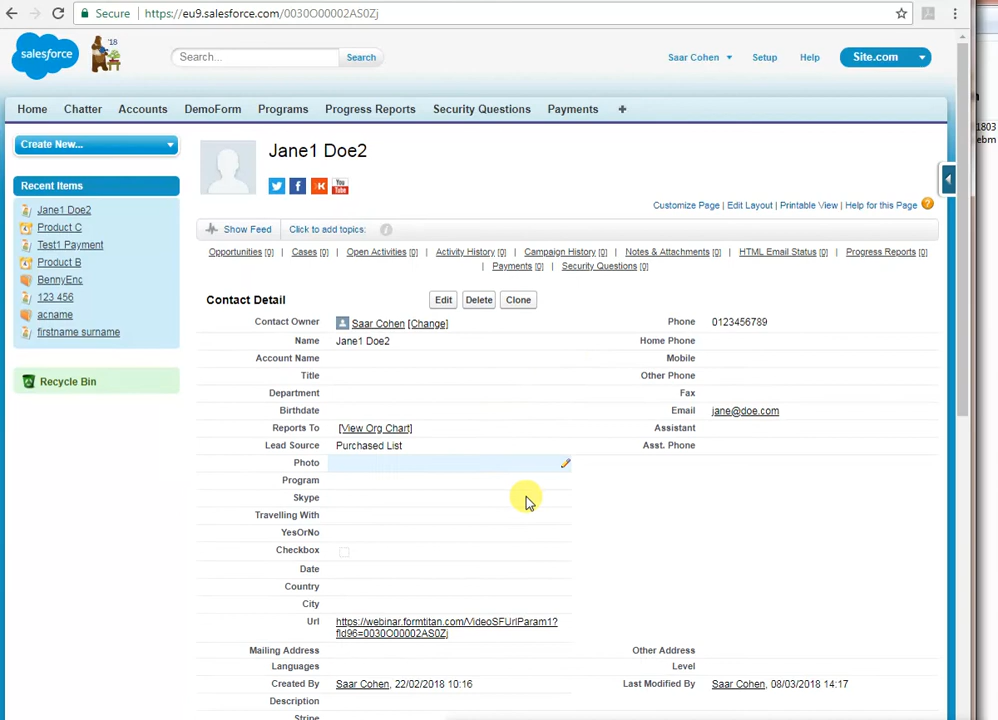 Secure https://eu9.salesforce.com/0030O00002AS0Zj
salesforce '18 Search... Search Saar Cohen Setup Help Site.com
Home Chatter Accounts DemoForm Programs Progress Reports Security Questions Payments +
Create New...
Recent Items
Jane1 Doe2
Product C
Test1 Payment
Product B
BennyEnc
123 456
acname
firstname surname
Recycle Bin
Jane1 Doe2
You Tube
Customize Page | Edit Layout | Printable View | Help for this Page ?
Show Feed Click to add topics: i
Opportunities [0] | Cases [0] | Open Activities [0] | Activity History [0] | Campaign History [0] | Notes & Attachments [0] | HTML Email Status [0] | Progress Reports [0]
| Payments [0] | Security Questions [0]
Contact Detail Edit Delete Clone
Contact Owner Saar Cohen [Change] Phone 0123456789
Name Jane1 Doe2 Home Phone
Account Name Mobile
Title Other Phone
Department Fax
Birthdate Email jane@doe.com
Reports To [View Org Chart] Assistant
Lead Source Purchased List Asst. Phone
Photo
Program
Skype
Travelling With
YesOrNo
Checkbox
Date
Country
City
Url https://webinar.formtitan.com/VideoSFUrlParam1?
fld96=0030O00002AS0Zj
Mailing Address Other Address
Languages Level
Created By Saar Cohen, 22/02/2018 10:16 Last Modified By Saar Cohen, 08/03/2018 14:17
Description
Stripe
1803
ebm